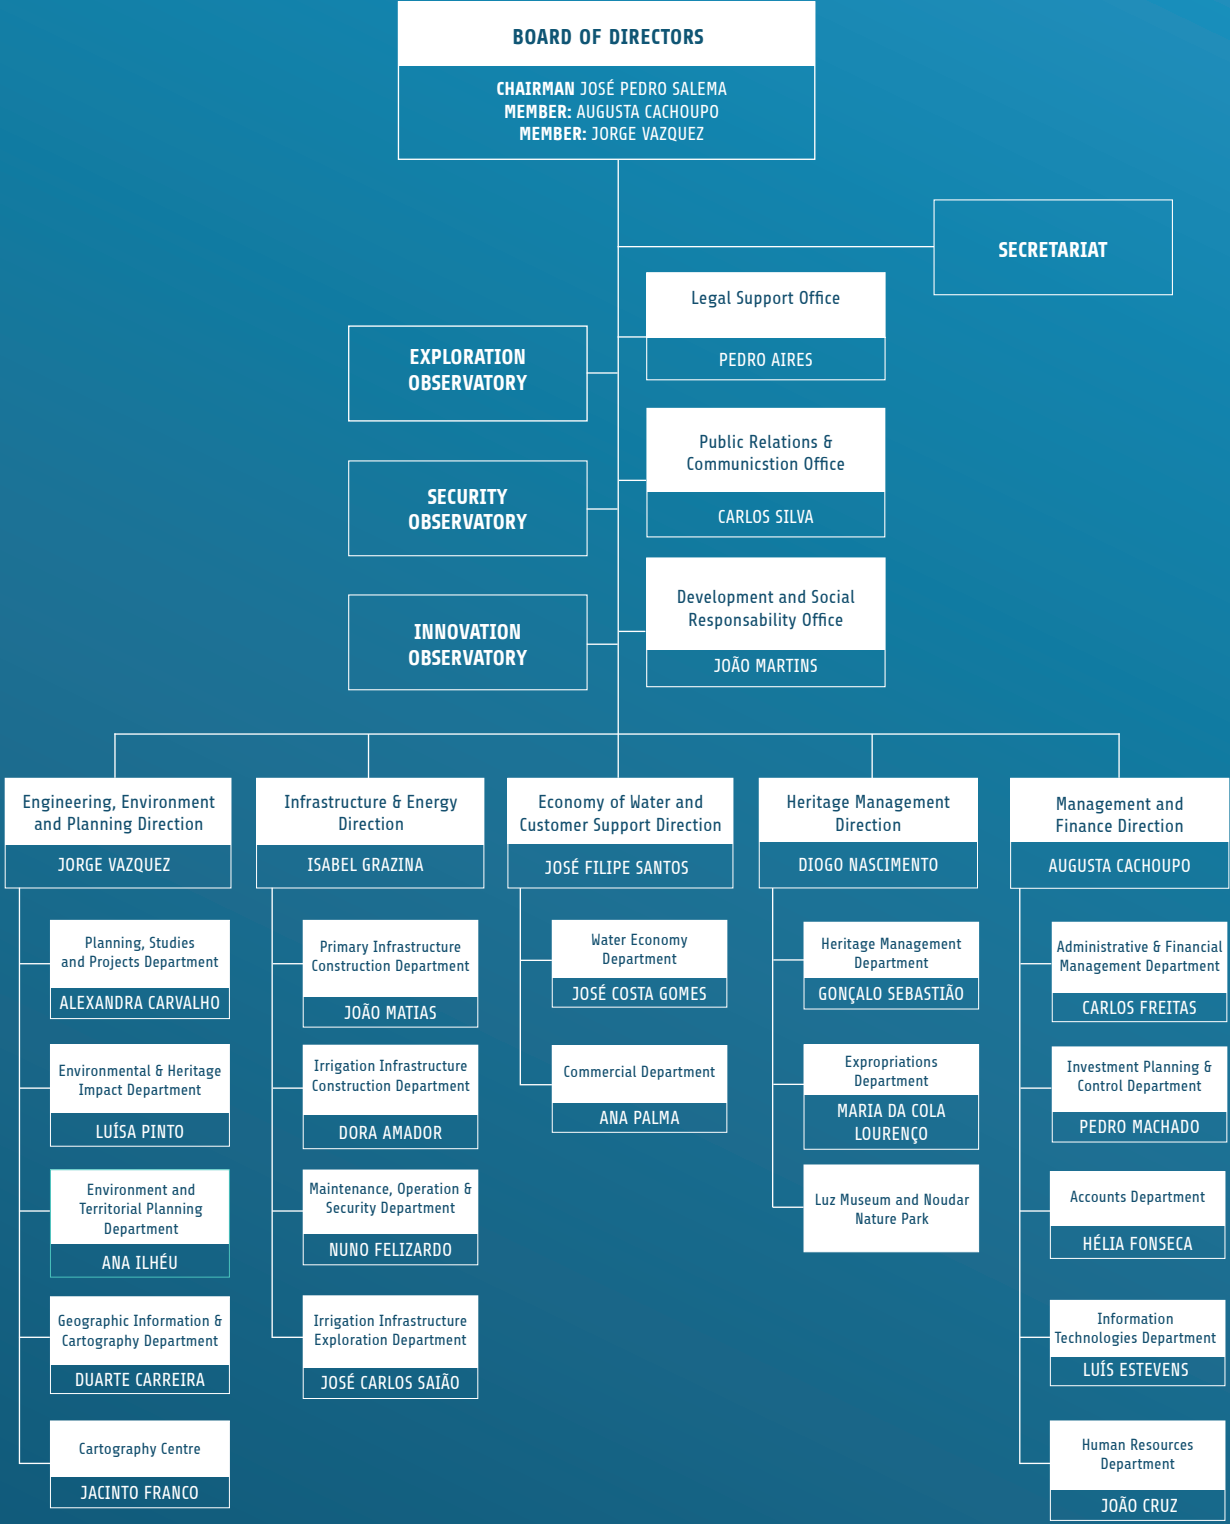 BOARD OF DIRECTORS
CHAIRMAN JOSÉ PEDRO SALEMA
MEMBER: AUGUSTA CACHOUPO
MEMBER: JORGE VAZQUEZ
SECRETARIAT
Legal Support Office
PEDRO AIRES
EXPLORATION
OBSERVATORY
Public Relations &
Communicstion Office
CARLOS SILVA
SECURITY
OBSERVATORY
Development and Social
Responsability Office
JOÃO MARTINS
INNOVATION
OBSERVATORY
Engineering, Environment
and Planning Direction
JORGE VAZQUEZ
Planning, Studies
and Projects Department
ALEXANDRA CARVALHO
Environmental & Heritage
Impact Department
LUÍSA PINTO
Environment and
Territorial Planning
Department
ANA ILHÉU
Geographic Information &
Cartography Department
DUARTE CARREIRA
Cartography Centre
JACINTO FRANCO
Infrastructure & Energy
Direction
ISABEL GRAZINA
Primary Infrastructure
Construction Department
JOÃO MATIAS
Irrigation Infrastructure
Construction Department
DORA AMADOR
Maintenance, Operation &
Security Department
NUNO FELIZARDO
Irrigation Infrastructure
Exploration Department
JOSÉ CARLOS SAIÃO
Economy of Water and
Customer Support Direction
JOSÉ FILIPE SANTOS
Water Economy
Department
JOSÉ COSTA GOMES
Commercial Department
ANA PALMA
Heritage Management
Direction
DIOGO NASCIMENTO
Heritage Management
Department
GONÇALO SEBASTIÃO
Expropriations
Department
MARIA DA COLA
LOURENÇO
Luz Museum and Noudar
Nature Park
Management and
Finance Direction
AUGUSTA CACHOUPO
Administrative & Financial
Management Department
CARLOS FREITAS
Investment Planning &
Control Department
PEDRO MACHADO
Accounts Department
HÉLIA FONSECA
Information
Technologies Department
LUÍS ESTEVENS
Human Resources
Department
JOÃO CRUZ